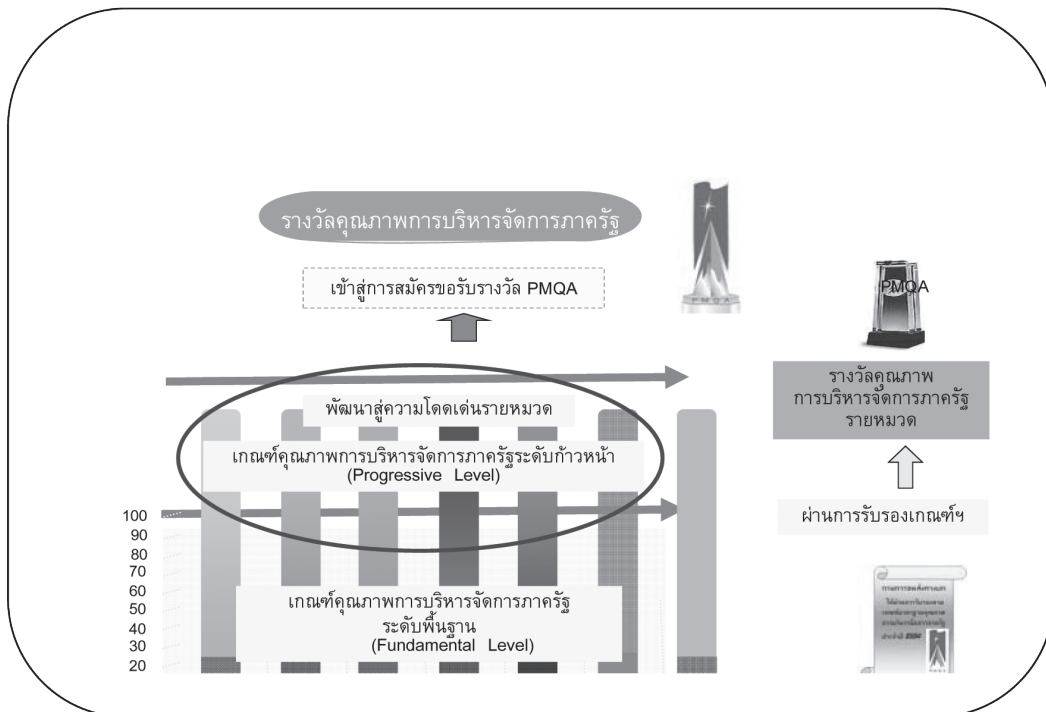 รางวัลคุณภาพการบริหารจัดการภาครัฐ
เข้าสู่การสมัครขอรับรางวัล PMQA
PMQA
PMQA
รางวัลคุณภาพ
การบริหารจัดการภาครัฐ
รายหมวด
พัฒนาสู่ความโดดเด่นรายหมวด
เกณฑ์คุณภาพการบริหารจัดการภาครัฐระดับก้าวหน้า
(Progressive Level)
ผ่านการรับรองเกณฑ์ฯ
100
90
80
70
60
50
40
30
20
เกณฑ์คุณภาพการบริหารจัดการภาครัฐ
ระดับพื้นฐาน
(Fundamental Level)